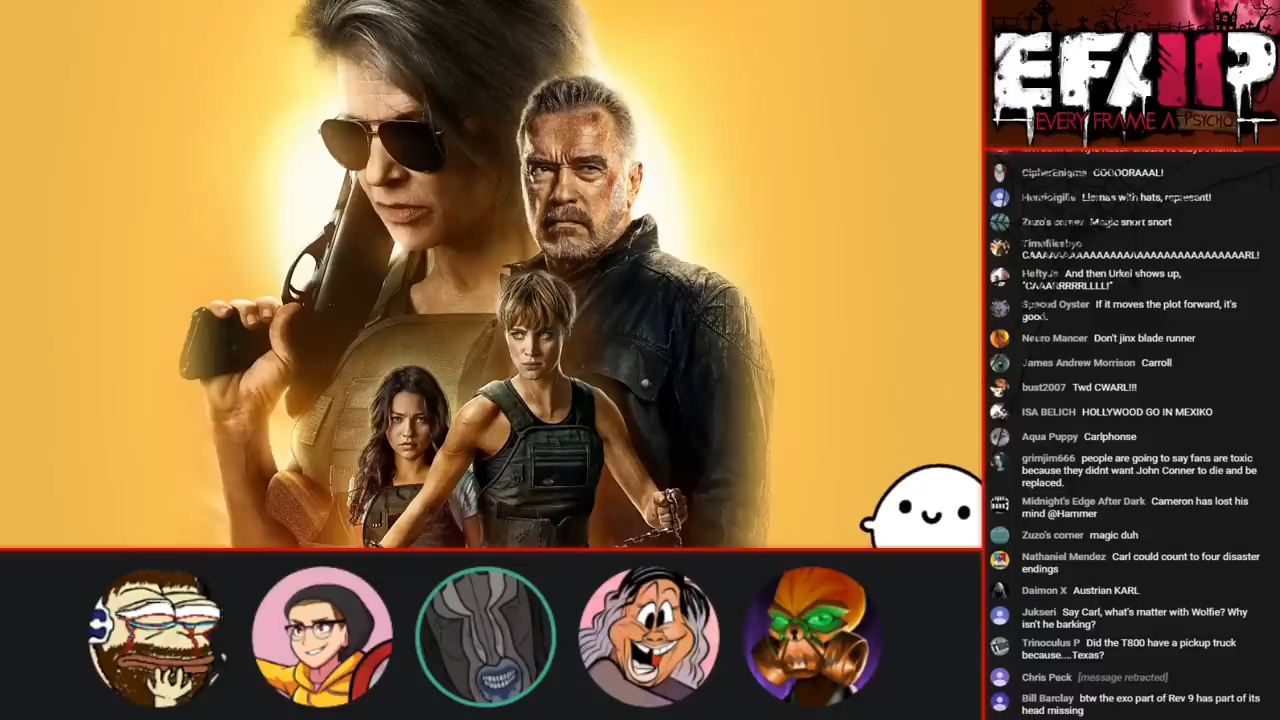 EFAP
EVERY FRAME A PSYCHO
CipherEnigma COOOORAAAL!
Llamas with hats, represent!
Zuzo's corner Magic snort snort
HeftyJs And then Urkel shows up,
"CAAARRRRLLLL!"
Spuoud Oyster If it moves the plot forward, it's
good.
Necro Mancer Don't jinx blade runner
James Andrew Morrison Carroll
bust2007 Twd CWARL!!!
ISA BELICH HOLLYWOOD GO IN MEXIKO
Aqua Puppy Carlphonse
grimjim666 people are going to say fans are toxic
because they didnt want John Conner to die and be
replaced.
Midnight's Edge After Dark Cameron has lost his
mind @Hammer
Zuzo's corner magic duh
Nathaniel Mendez Carl could count to four disaster
endings
Daimon X Austrian KARL
Jukseri Say Carl, what's matter with Wolfie? Why
isn't he barking?
Trinoculus P Did the T800 have a pickup truck
because....Texas?
Chris Peck [message retracted]
Bill Barclay btw the exo part of Rev 9 has part of its
head missing